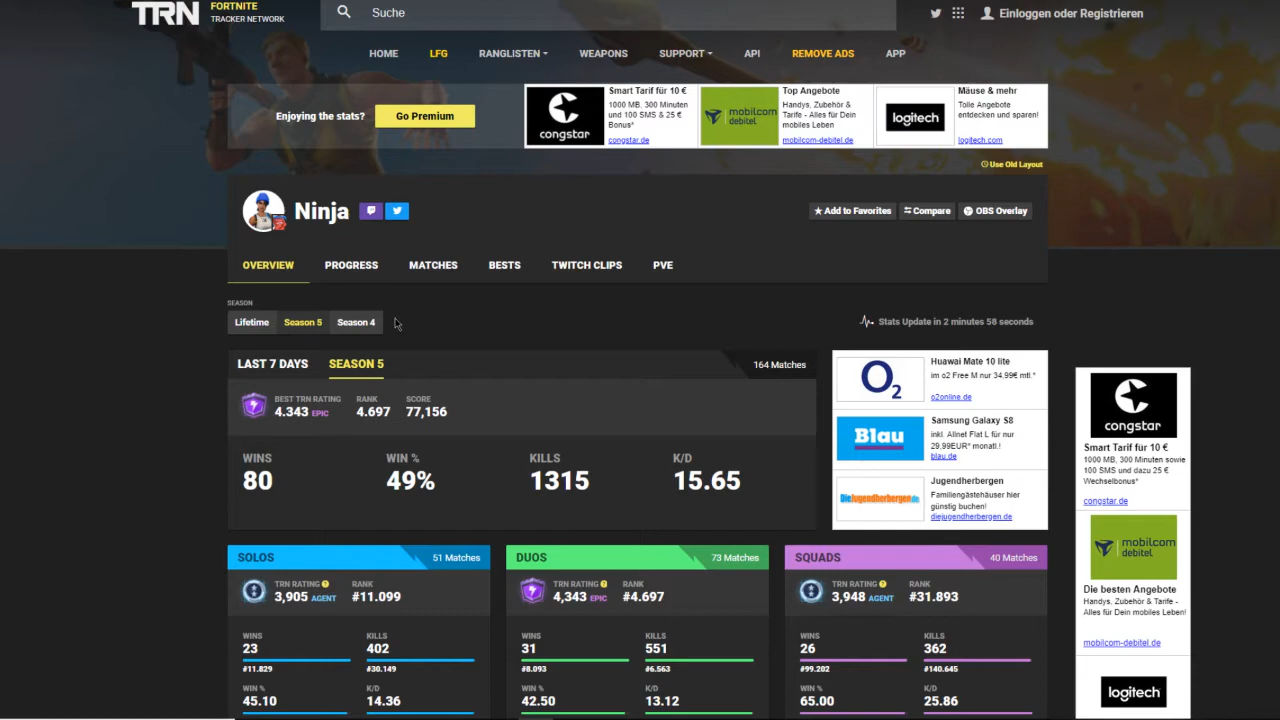 TRN FORTNITE
TRACKER NETWORK
Suche
Einloggen oder Registrieren
HOME LFG RANGLISTEN WEAPONS SUPPORT API REMOVE ADS APP
Enjoying the stats? Go Premium
congstar
Smart Tarif für 10 €
1000 MB, 300 Minuten
und 100 SMS & 25 €
Bonus*
congstar.de
mobilcom
debitel
Top Angebote
Handys, Zubehör &
Tarife - Alles für Dein
mobiles Leben
mobilcom-debitel.de
logitech
Mäuse & mehr
Tolle Angebote
entdecken und sparen!
logitech.com
Use Old Layout
Ninja
Add to Favorites Compare OBS Overlay
OVERVIEW PROGRESS MATCHES BESTS TWITCH CLIPS PVE
SEASON
Lifetime Season 5 Season 4
Stats Update in 2 minutes 58 seconds
LAST 7 DAYS SEASON 5 164 Matches
BEST TRN RATING RANK SCORE
4.343 EPIC 4.697 77,156
WINS WIN % KILLS K/D
80 49% 1315 15.65
O2
Huawai Mate 10 lite
im o2 Free M nur 34,99€ mtl.*
o2online.de
Blau
Samsung Galaxy S8
inkl. Allnet Flat L für nur
29,99EUR* monatl.!
blau.de
DieJugendherbergen.de
Jugendherbergen
Familiengästehäuser hier
günstig buchen!
diejugendherbergen.de
congstar
Smart Tarif für 10 €
1000 MB, 300 Minuten sowie
100 SMS und dazu 25 €
Wechselbonus*
congstar.de
mobilcom
debitel
Die besten Angebote
Handys, Zubehör & Tarife -
Alles für Dein mobiles Leben!
mobilcom-debitel.de
logitech
SOLOS 51 Matches
TRN RATING ? RANK
3,905 AGENT #11.099
WINS KILLS
23 402
#11.829 #30.149
WIN % K/D
45.10 14.36
DUOS 73 Matches
TRN RATING ? RANK
4,343 EPIC #4.697
WINS KILLS
31 551
#8.093 #6.563
WIN % K/D
42.50 13.12
SQUADS 40 Matches
TRN RATING ? RANK
3,948 AGENT #31.893
WINS KILLS
26 362
#99.202 #140.645
WIN % K/D
65.00 25.86